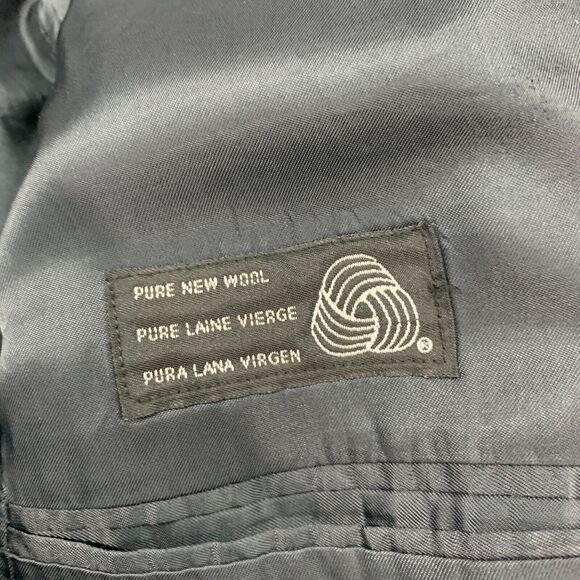 PURE NEW WOOL
PURE LAINE VIERGE
PURA LANA VIRGEN
®